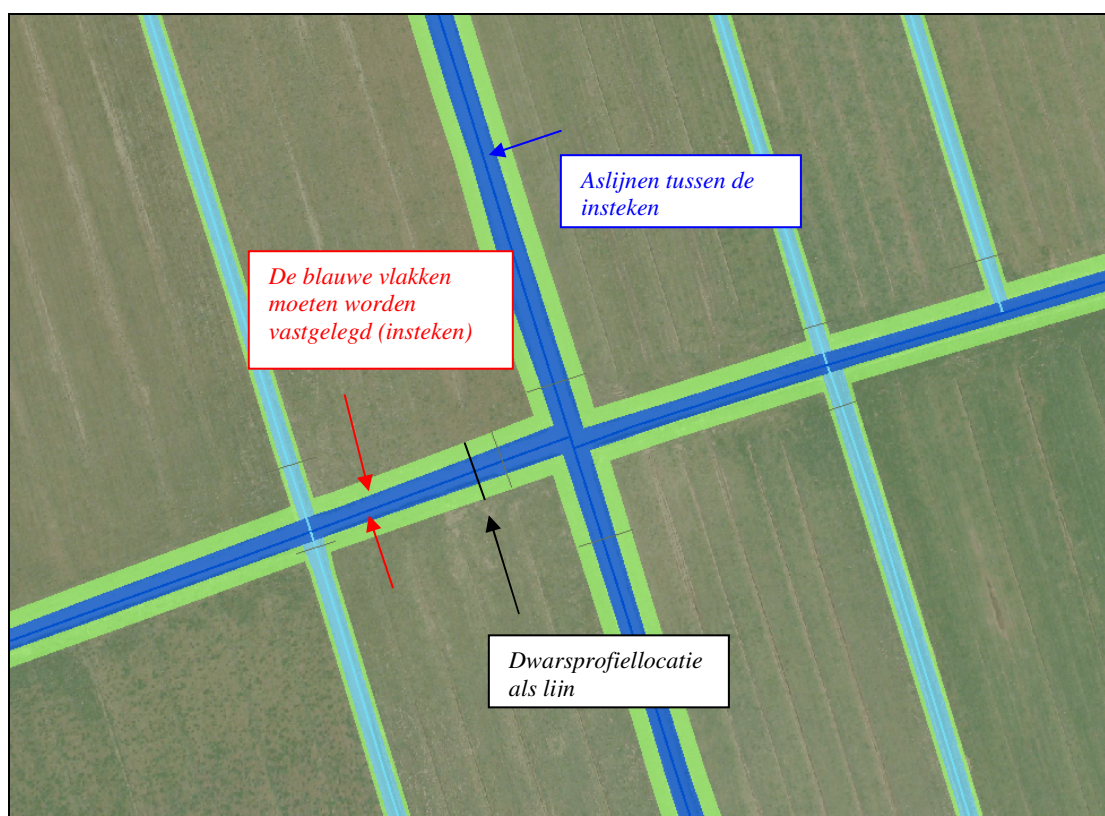 Aslijnen tussen de
insteken
De blauwe vlakken
moeten worden
vastgelegd (insteken)
Dwarsprofiellocatie
als lijn